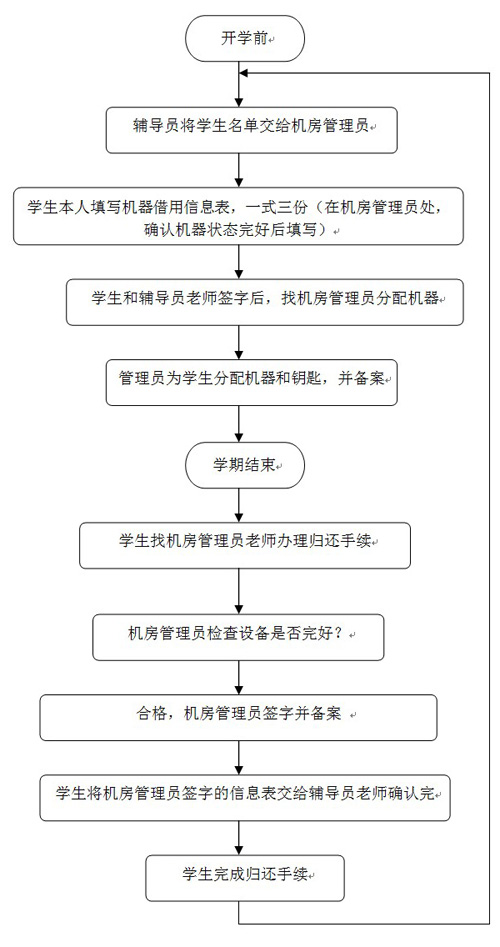 开学前
辅导员将学生名单交给机房管理员
学生本人填写机器借用信息表，一式三份（在机房管理员处，
确认机器状态完好后填写）
学生和辅导员老师签字后，找机房管理员分配机器
管理员为学生分配机器和钥匙，并备案
学期结束
学生找机房管理员老师办理归还手续
机房管理员检查设备是否完好？
合格，机房管理员签字并备案
学生将机房管理员签字的信息表交给辅导员老师确认完
学生完成归还手续